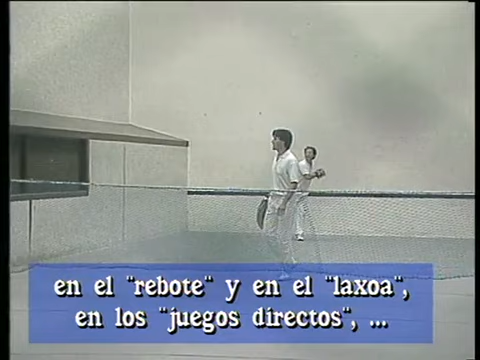 en el "rebote" y en el "laxoa",
en los "juegos directos", ...